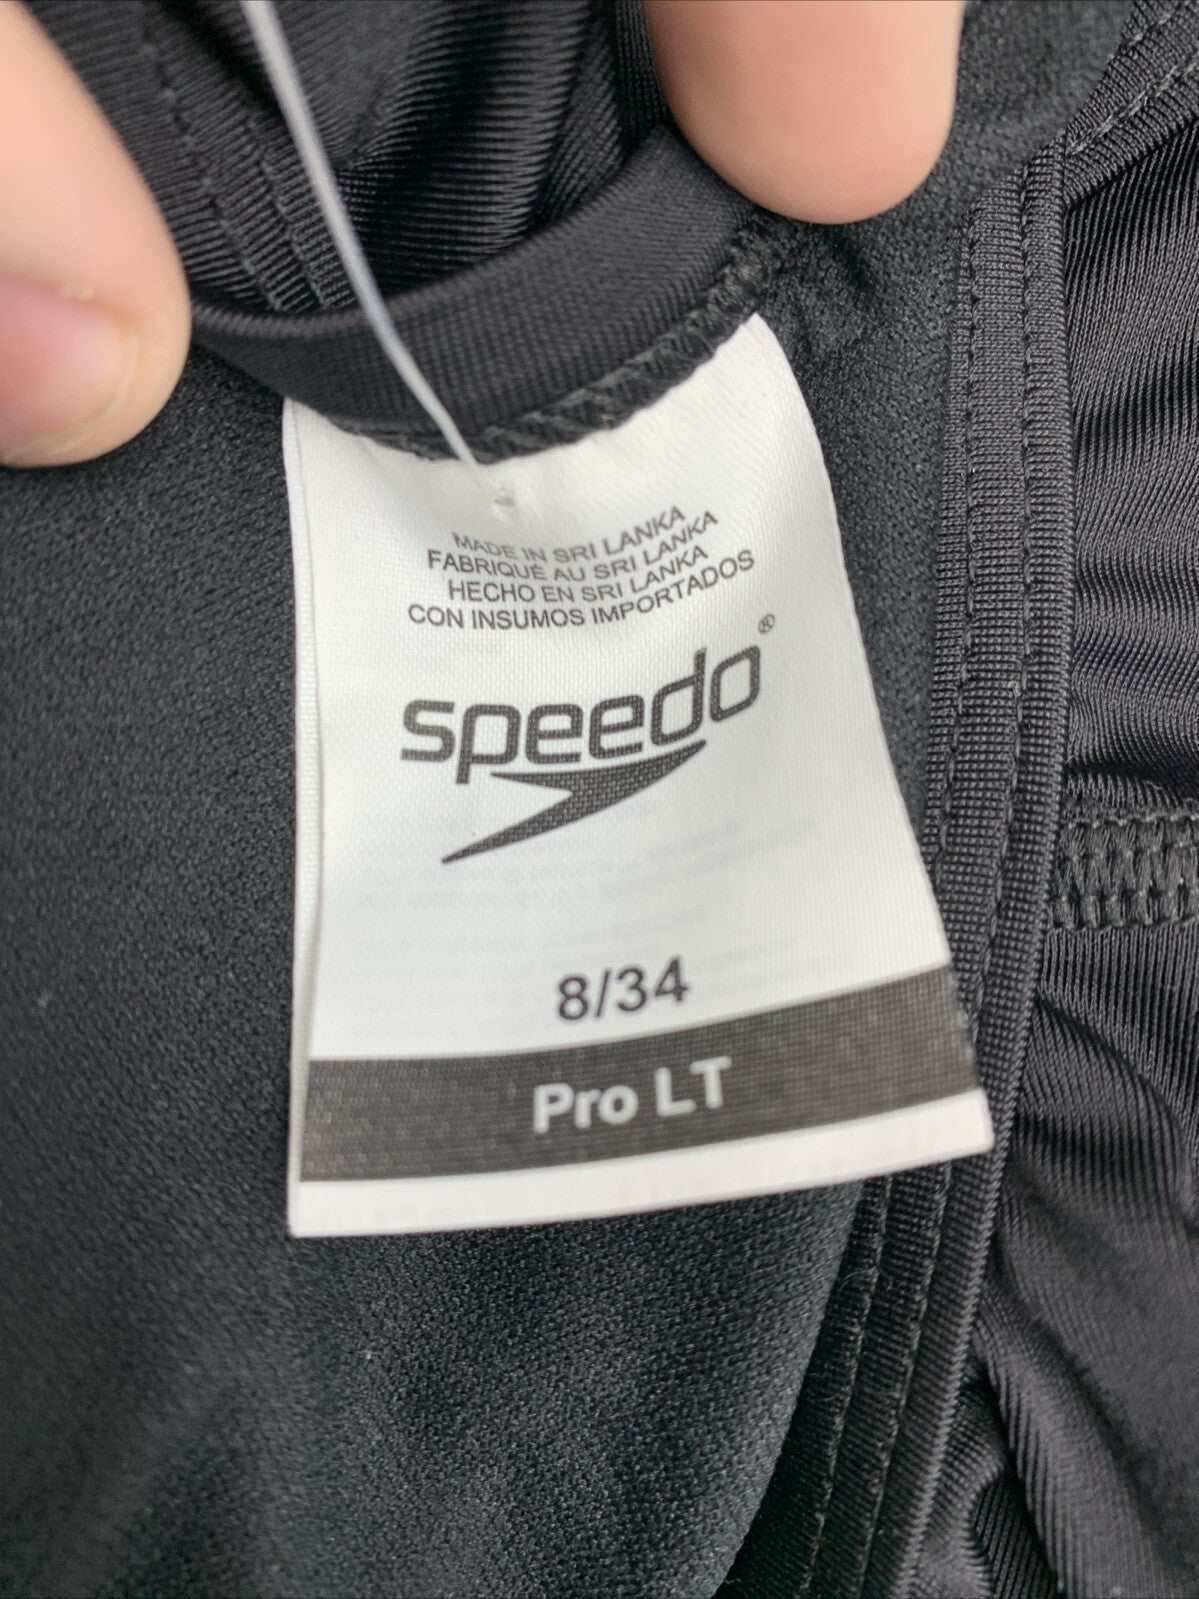 MADE IN SRI LANKA
FABRIQUÉ AU SRI LANKA
HECHO EN SRI LANKA
CON INSUMOS IMPORTADOS
speedo®
8/34
Pro LT